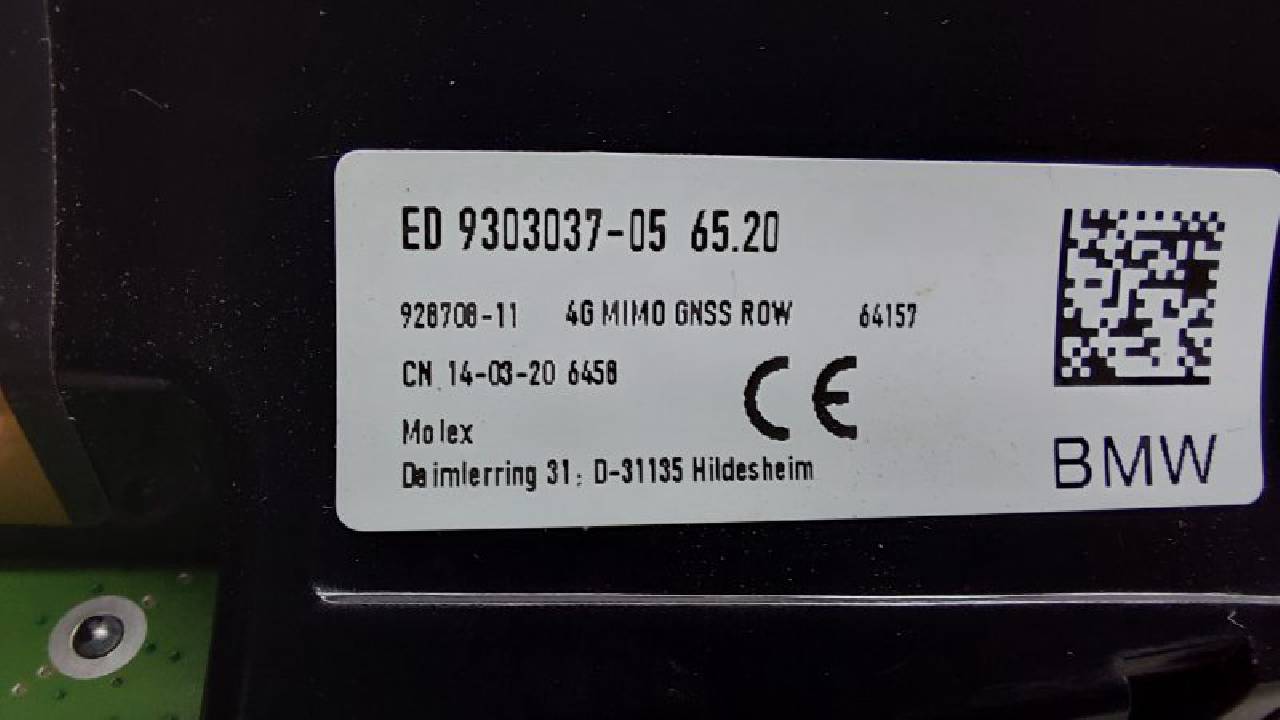 ED 9303037-05 65.20
928708-11 4G MIMO GNSS ROW 64157
CN 14-03-20 6458
CE
Molex
Daimlerring 31; D-31135 Hildesheim
BMW